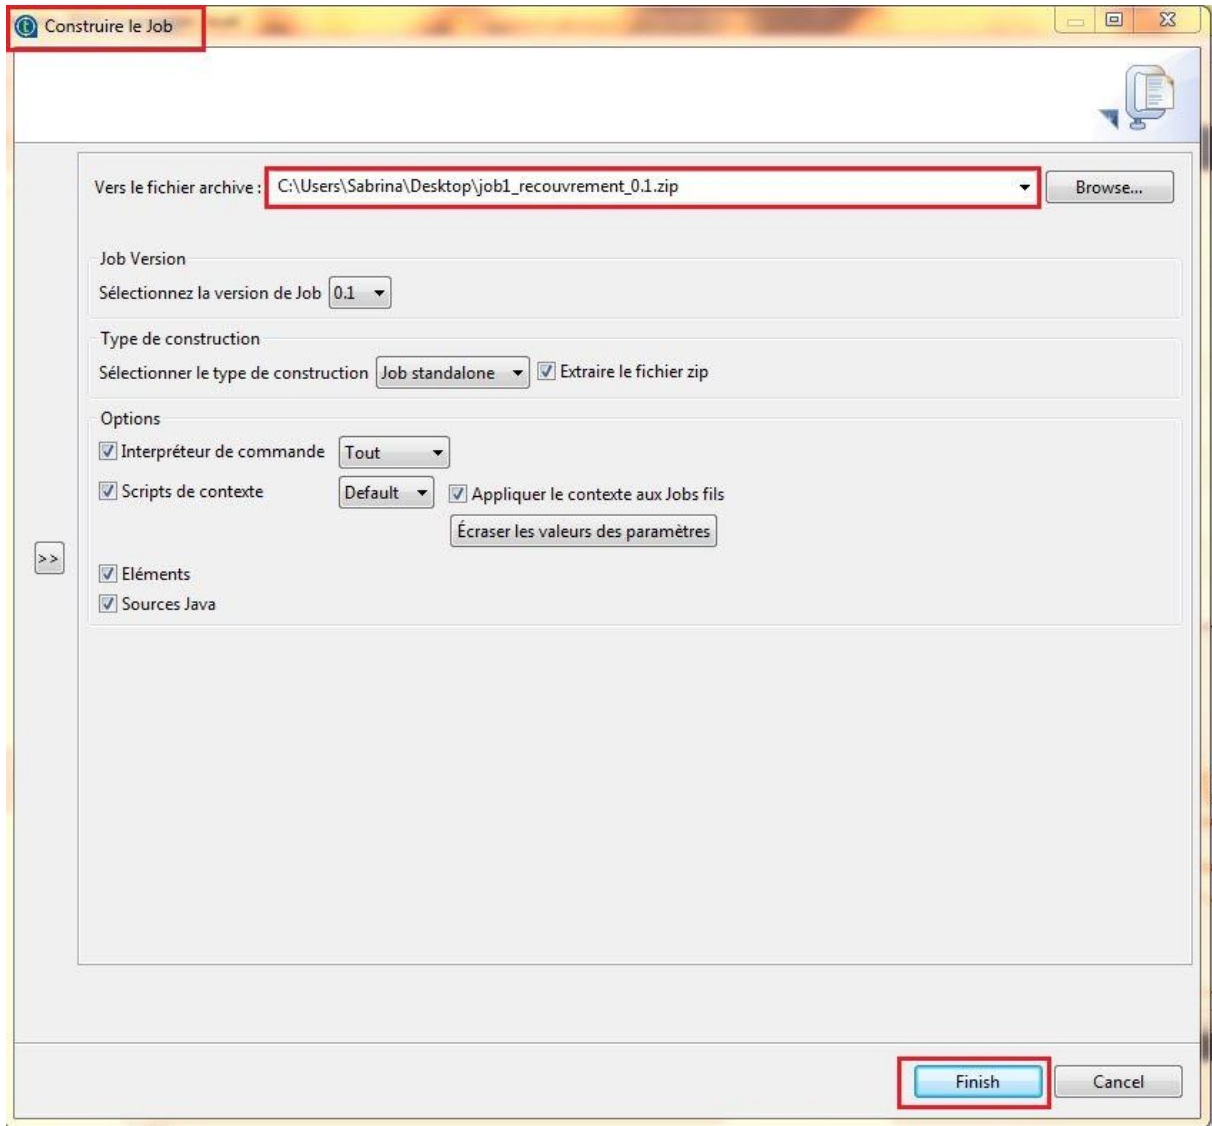 Construire le Job
Vers le fichier archive : C:\Users\Sabrina\Desktop\job1_recouvrement_0.1.zip Browse...
Job Version
Sélectionnez la version de Job 0.1
Type de construction
Sélectionner le type de construction Job standalone Extraire le fichier zip
Options
Interpréteur de commande Tout
Scripts de contexte Default Appliquer le contexte aux Jobs fils
Écraser les valeurs des paramètres
>>
Eléments
Sources Java
Finish Cancel